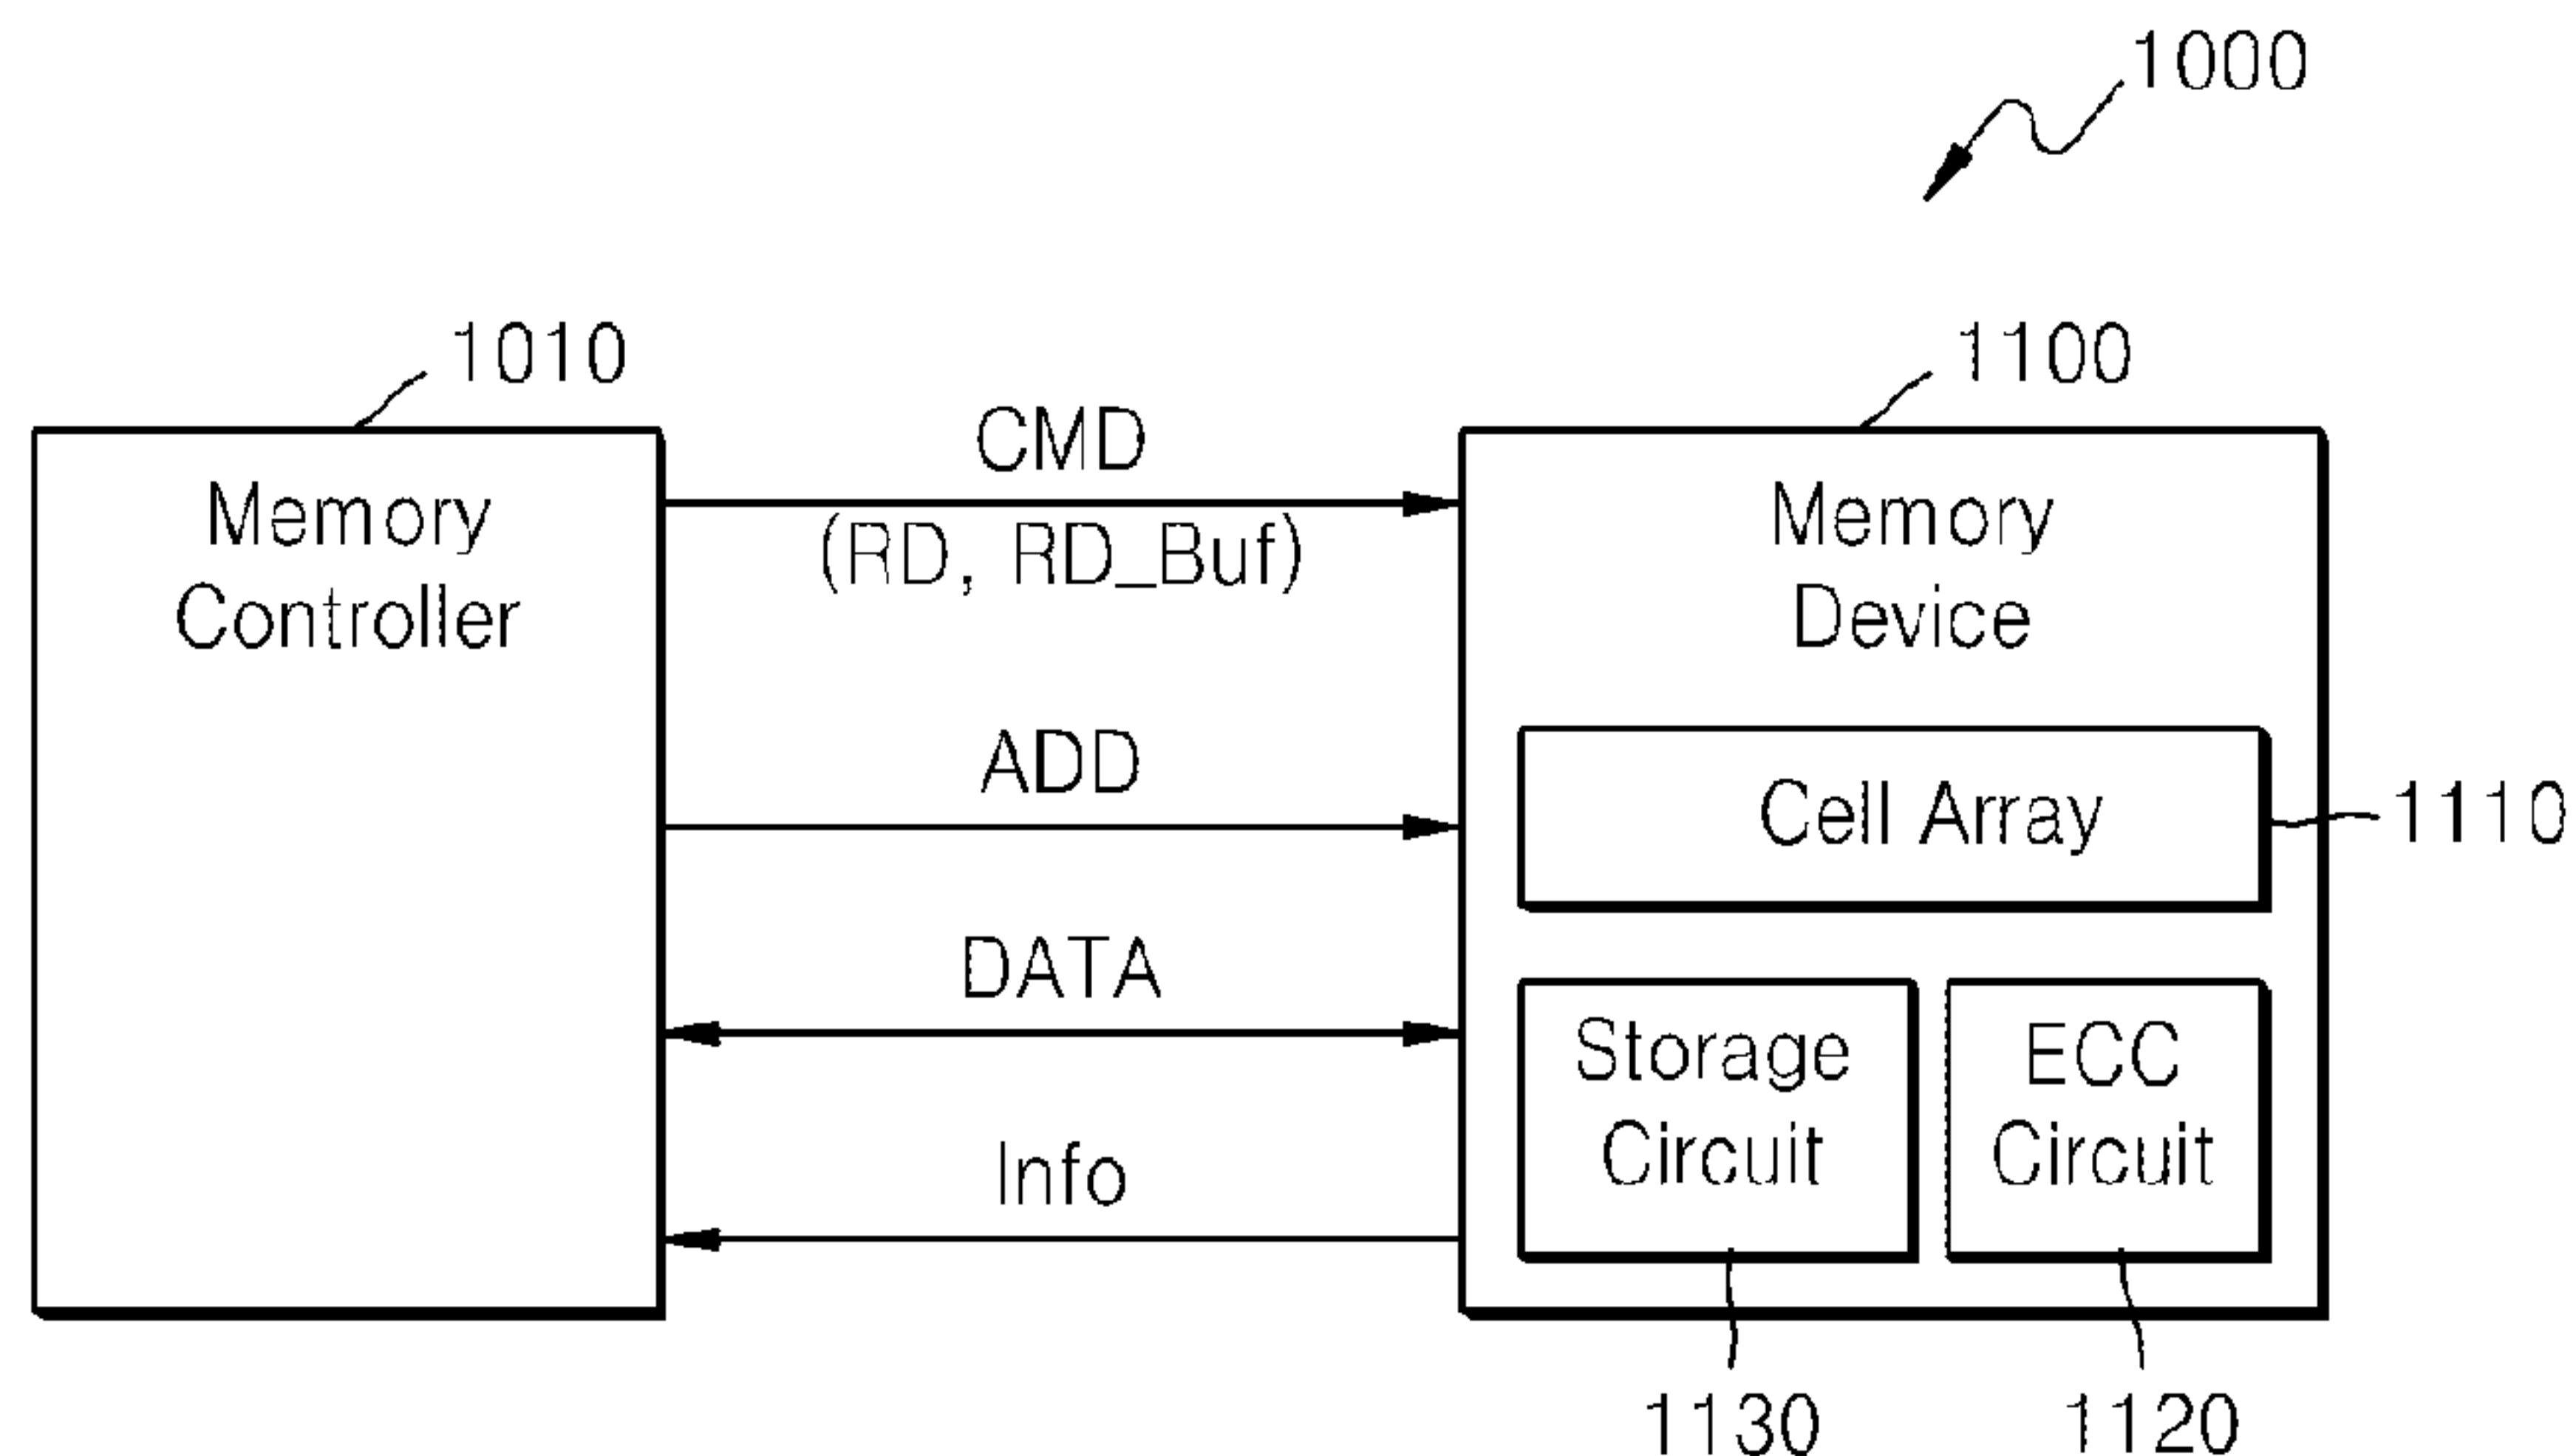 1000
1010
1100
Memory
Controller
CMD
(RD, RD_Buf)
ADD
DATA
Info
Memory
Device
Cell Array
1110
Storage
Circuit
ECC
Circuit
1130
1120